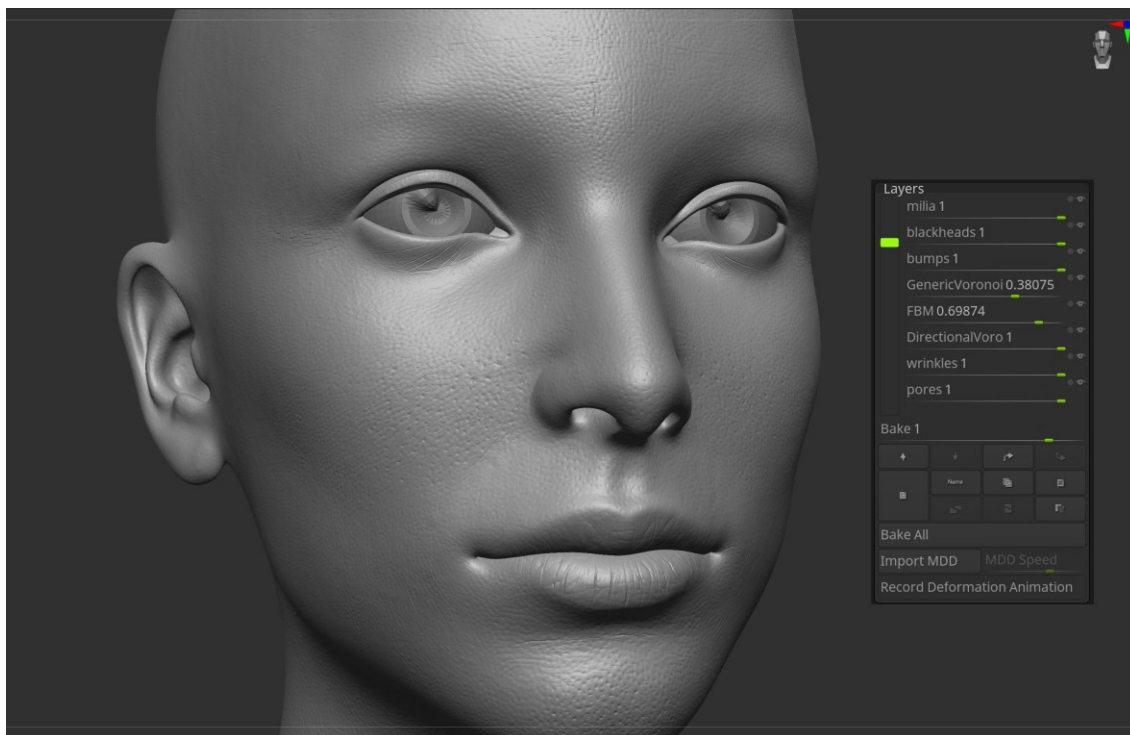 Layers
milia 1
blackheads 1
bumps 1
GenericVoronoi 0.38075
FBM 0.69874
DirectionalVoro 1
wrinkles 1
pores 1
Bake 1
Name
Bake All
Import MDD MDD Speed
Record Deformation Animation